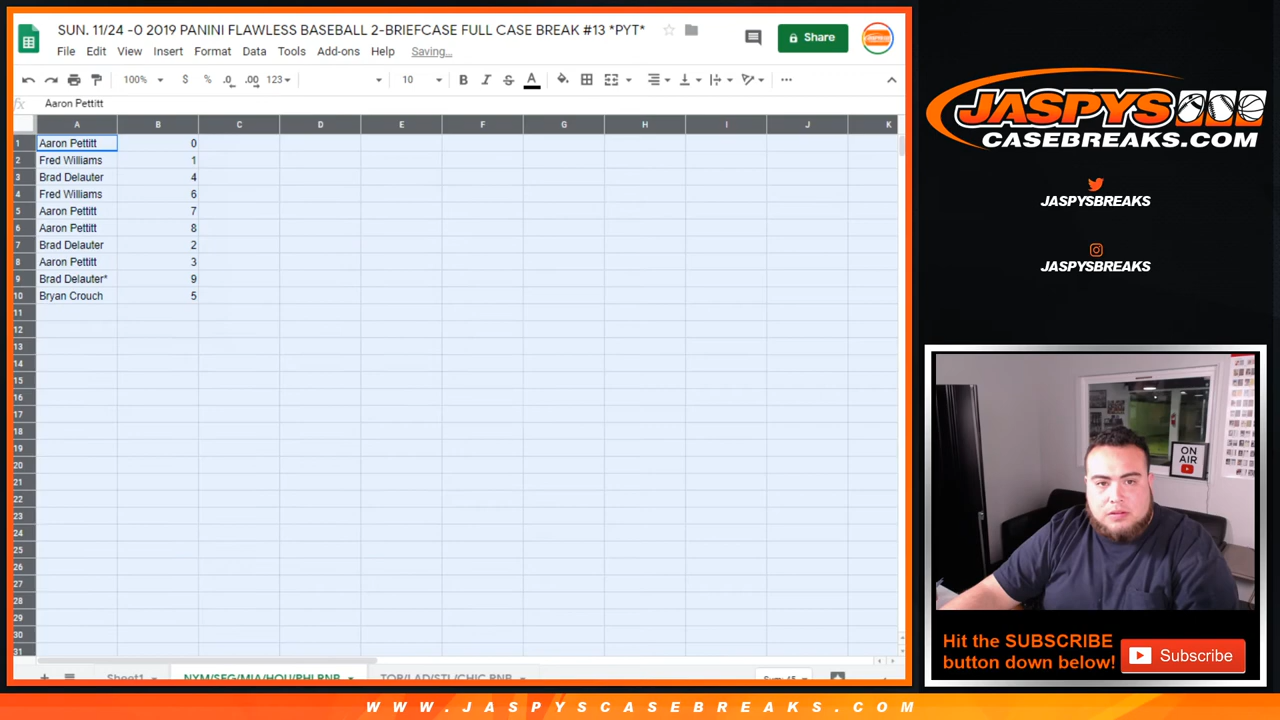 SUN. 11/24 -0 2019 PANINI FLAWLESS BASEBALL 2-BRIEFCASE FULL CASE BREAK #13 *PYT*
File Edit View Insert Format Data Tools Add-ons Help Saving...
Share
100% $ % .0 .00 123 10 B I S A
fx Aaron Pettitt
A B C D E F G H I J K
1 Aaron Pettitt 0
2 Fred Williams 1
3 Brad Delauter 4
4 Fred Williams 6
5 Aaron Pettitt 7
6 Aaron Pettitt 8
7 Brad Delauter 2
8 Aaron Pettitt 3
9 Brad Delauter* 9
10 Bryan Crouch 5
11
12
13
14
15
16
17
18
19
20
21
22
23
24
25
26
27
28
29
30
31
Sheet1 NYM/SFG/MIA/HOU/PHI RNB TOR/LAD/STL/CHC RNB Sum: 45
JASPYS
CASEBREAKS.COM
JASPYSBREAKS
JASPYSBREAKS
ON
AIR
Hit the SUBSCRIBE
button down below!
Subscribe
WWW.JASPYSCASEBREAKS.COM